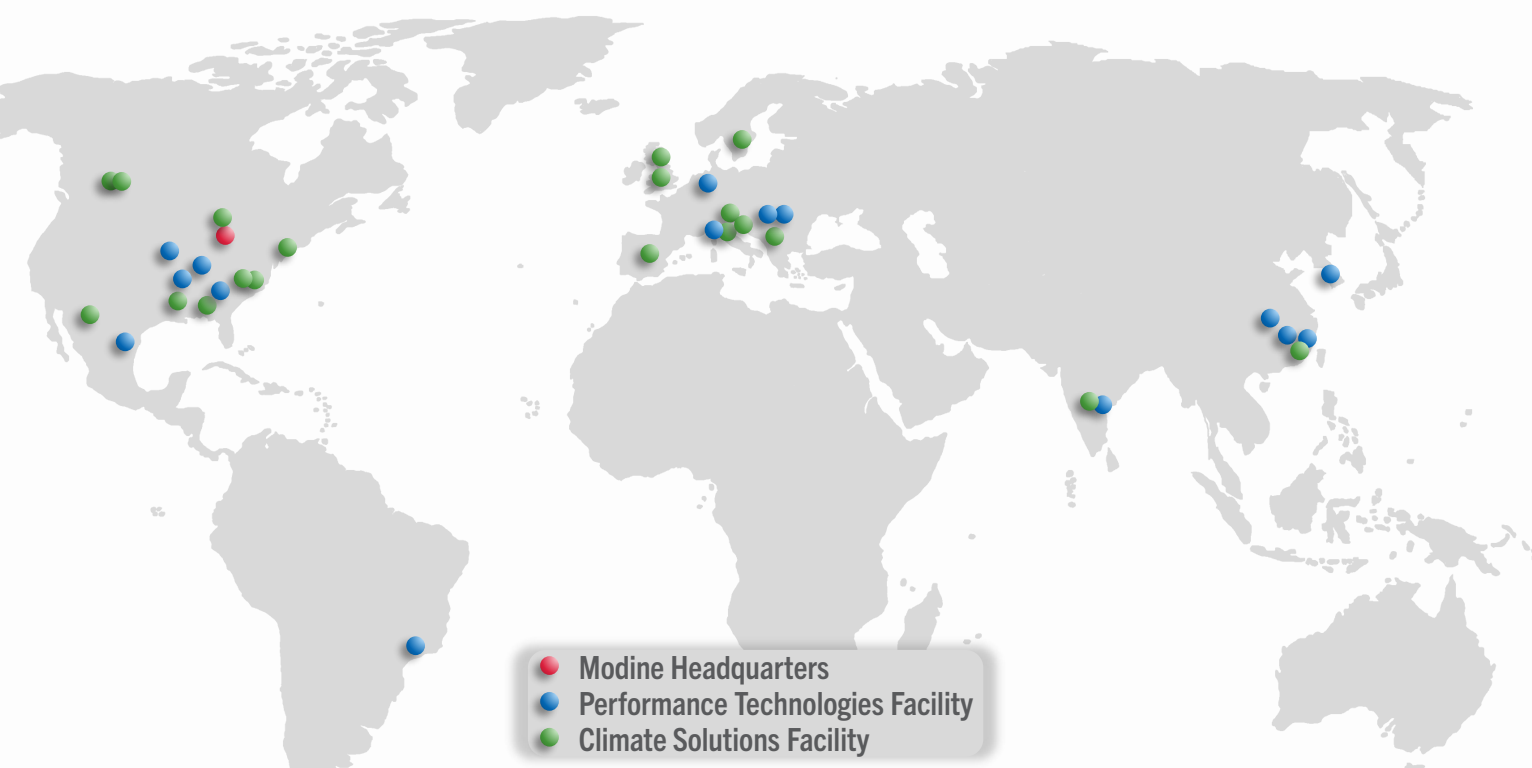 Modine Headquarters
Performance Technologies Facility
Climate Solutions Facility